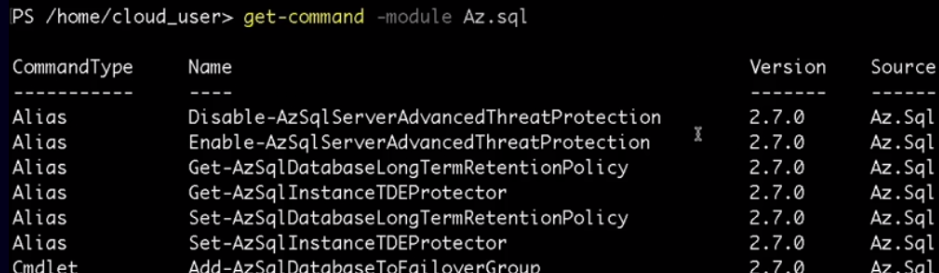 PS /home/cloud_user> get-command -module Az.sql
CommandType Name Version Source
----------- ---- ------- ------
Alias Disable-AzSqlServerAdvancedThreatProtection 2.7.0 Az.Sql
Alias Enable-AzSqlServerAdvancedThreatProtection 2.7.0 Az.Sql
Alias Get-AzSqlDatabaseLongTermRetentionPolicy 2.7.0 Az.Sql
Alias Get-AzSqlInstanceTDEProtector 2.7.0 Az.Sql
Alias Set-AzSqlDatabaseLongTermRetentionPolicy 2.7.0 Az.Sql
Alias Set-AzSqlInstanceTDEProtector 2.7.0 Az.Sql
Cmdlet Add-AzSqlDatabaseToFailoverGroup 2.7.0 Az.Sql